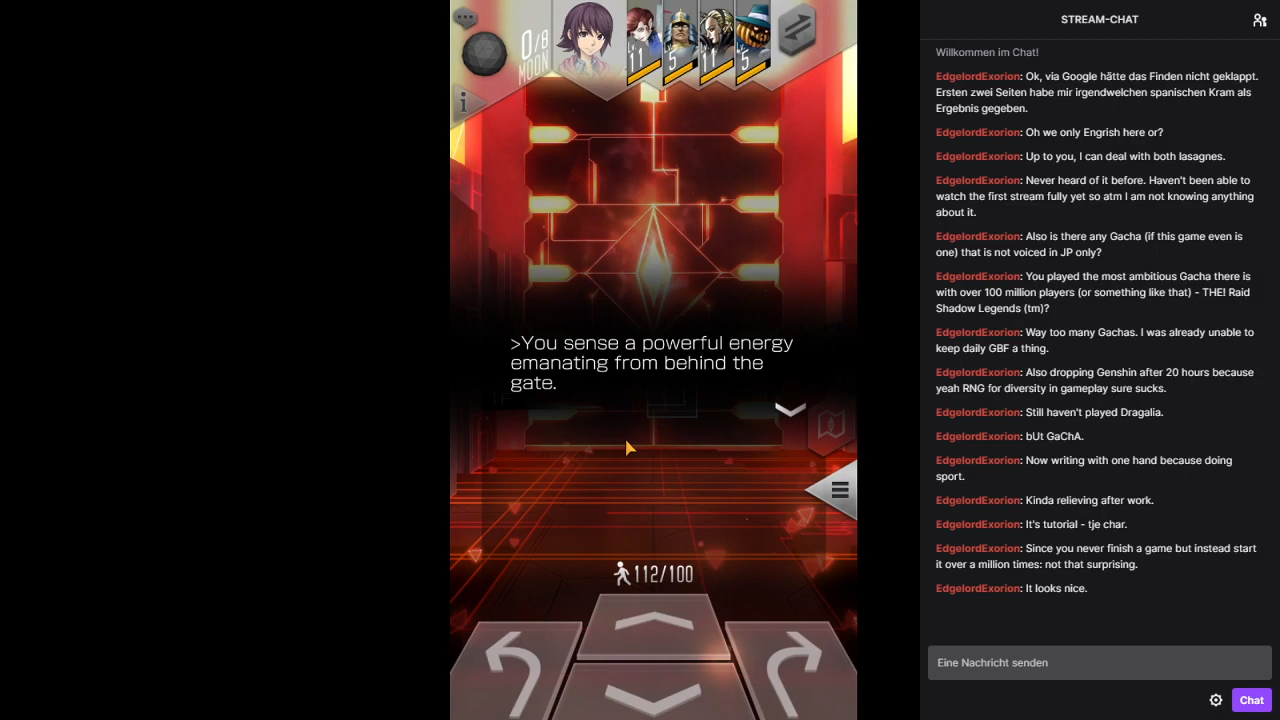 0/8
MOON
Lv
11
Lv
5
Lv
11
Lv
5
i
>You sense a powerful energy
emanating from behind the
gate.
112/100
STREAM-CHAT
Willkommen im Chat!
EdgelordExorion: Ok, via Google hätte das Finden nicht geklappt.
Ersten zwei Seiten habe mir irgendwelchen spanischen Kram als
Ergebnis gegeben.
EdgelordExorion: Oh we only Engrish here or?
EdgelordExorion: Up to you, I can deal with both lasagnes.
EdgelordExorion: Never heard of it before. Haven't been able to
watch the first stream fully yet so atm I am not knowing anything
about it.
EdgelordExorion: Also is there any Gacha (if this game even is
one) that is not voiced in JP only?
EdgelordExorion: You played the most ambitious Gacha there is
with over 100 million players (or something like that) - THE! Raid
Shadow Legends (tm)?
EdgelordExorion: Way too many Gachas. I was already unable to
keep daily GBF a thing.
EdgelordExorion: Also dropping Genshin after 20 hours because
yeah RNG for diversity in gameplay sure sucks.
EdgelordExorion: Still haven't played Dragalia.
EdgelordExorion: bUt GaChA.
EdgelordExorion: Now writing with one hand because doing
sport.
EdgelordExorion: Kinda relieving after work.
EdgelordExorion: It's tutorial - tje char.
EdgelordExorion: Since you never finish a game but instead start
it over a million times: not that surprising.
EdgelordExorion: It looks nice.
Eine Nachricht senden
Chat